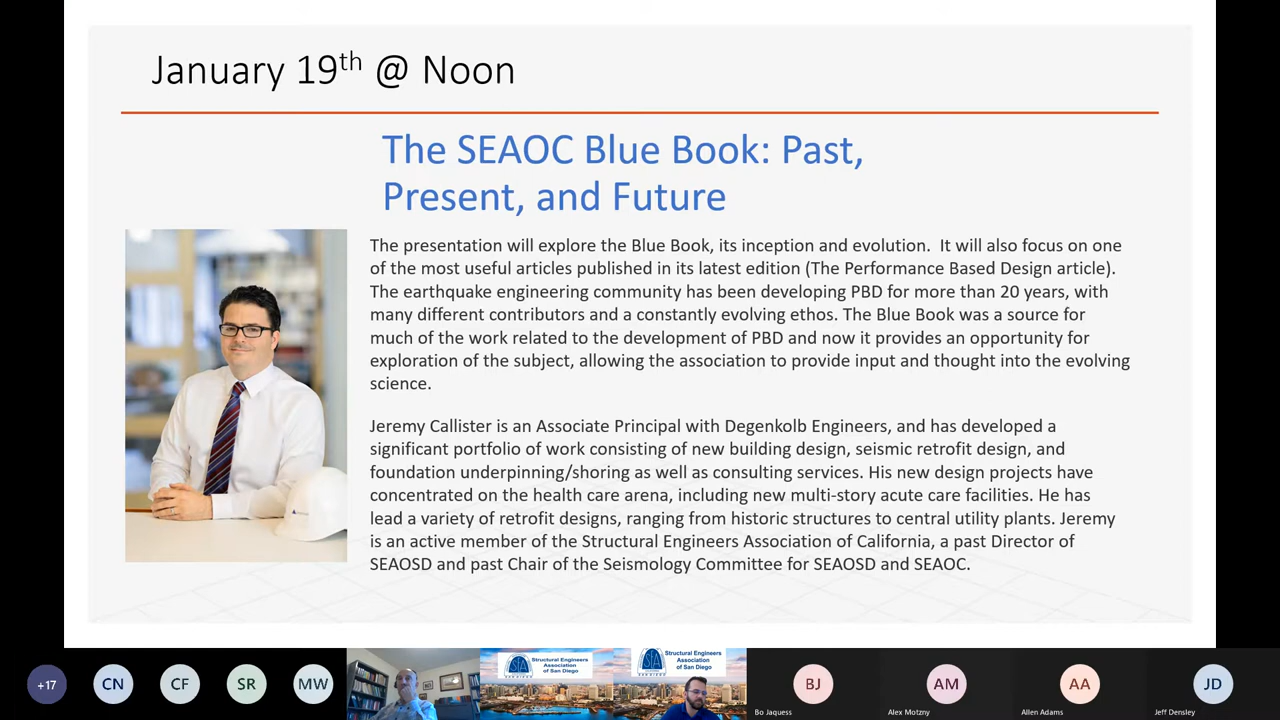 January 19th @ Noon
The SEAOC Blue Book: Past,
Present, and Future
The presentation will explore the Blue Book, its inception and evolution.  It will also focus on one
of the most useful articles published in its latest edition (The Performance Based Design article).
The earthquake engineering community has been developing PBD for more than 20 years, with
many different contributors and a constantly evolving ethos. The Blue Book was a source for
much of the work related to the development of PBD and now it provides an opportunity for
exploration of the subject, allowing the association to provide input and thought into the evolving
science.
Jeremy Callister is an Associate Principal with Degenkolb Engineers, and has developed a
significant portfolio of work consisting of new building design, seismic retrofit design, and
foundation underpinning/shoring as well as consulting services. His new design projects have
concentrated on the health care arena, including new multi-story acute care facilities. He has
lead a variety of retrofit designs, ranging from historic structures to central utility plants. Jeremy
is an active member of the Structural Engineers Association of California, a past Director of
SEAOSD and past Chair of the Seismology Committee for SEAOSD and SEAOC.
+17
CN
CF
SR
MW
Structural Engineers
Association
of San Diego
Structural Engineers
Association
of San Diego
BJ
Bo Jaquess
AM
Alex Motzny
AA
Allen Adams
JD
Jeff Densley